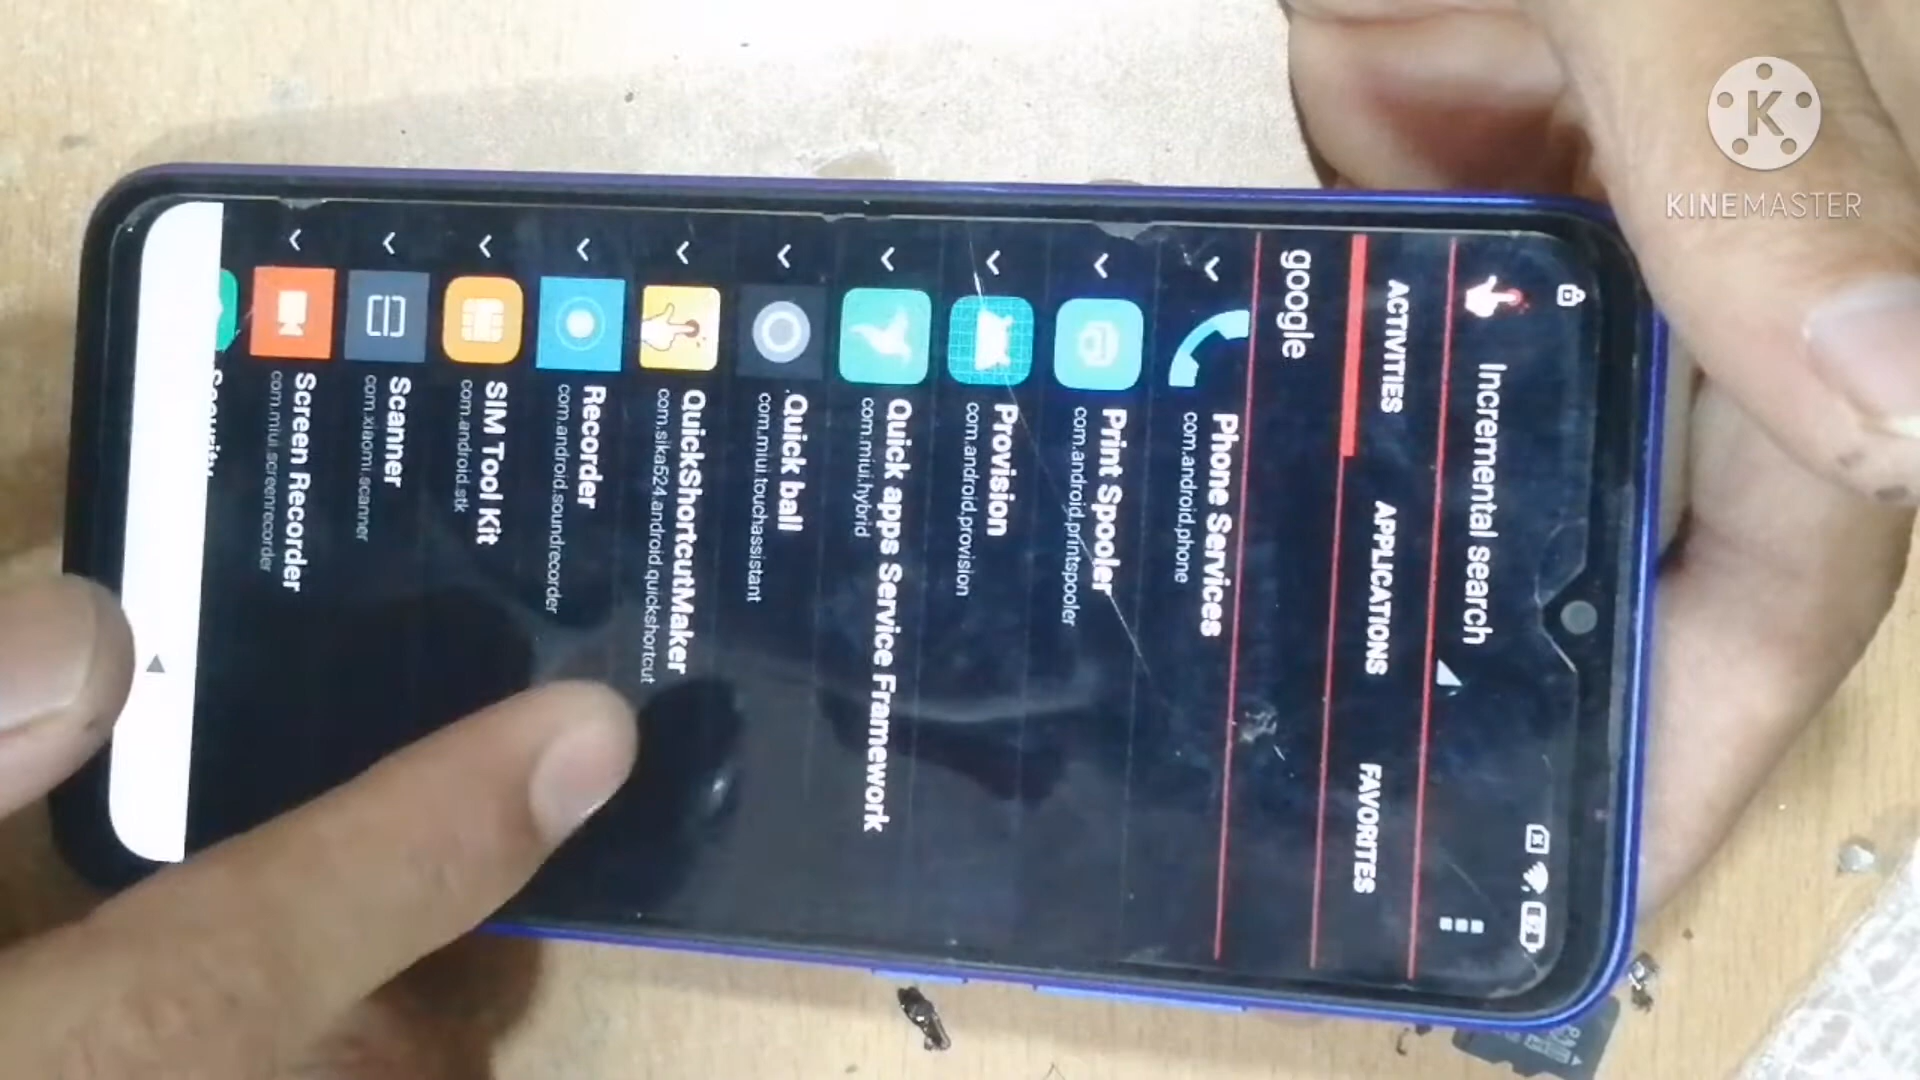 Incremental search
ACTIVITIES
APPLICATIONS
FAVORITES
google
Phone Services
com.android.phone
Print Spooler
com.android.printspooler
Provision
com.android.provision
Quick apps Service Framework
com.miui.hybrid
.Quick ball
com.miui.touchassistant
QuickShortcutMaker
com.sika524.android.quickshortcut
Recorder
com.android.soundrecorder
SIM Tool Kit
com.android.stk
Scanner
com.xiaomi.scanner
Screen Recorder
com.miui.screenrecorder
K
KINEMASTER